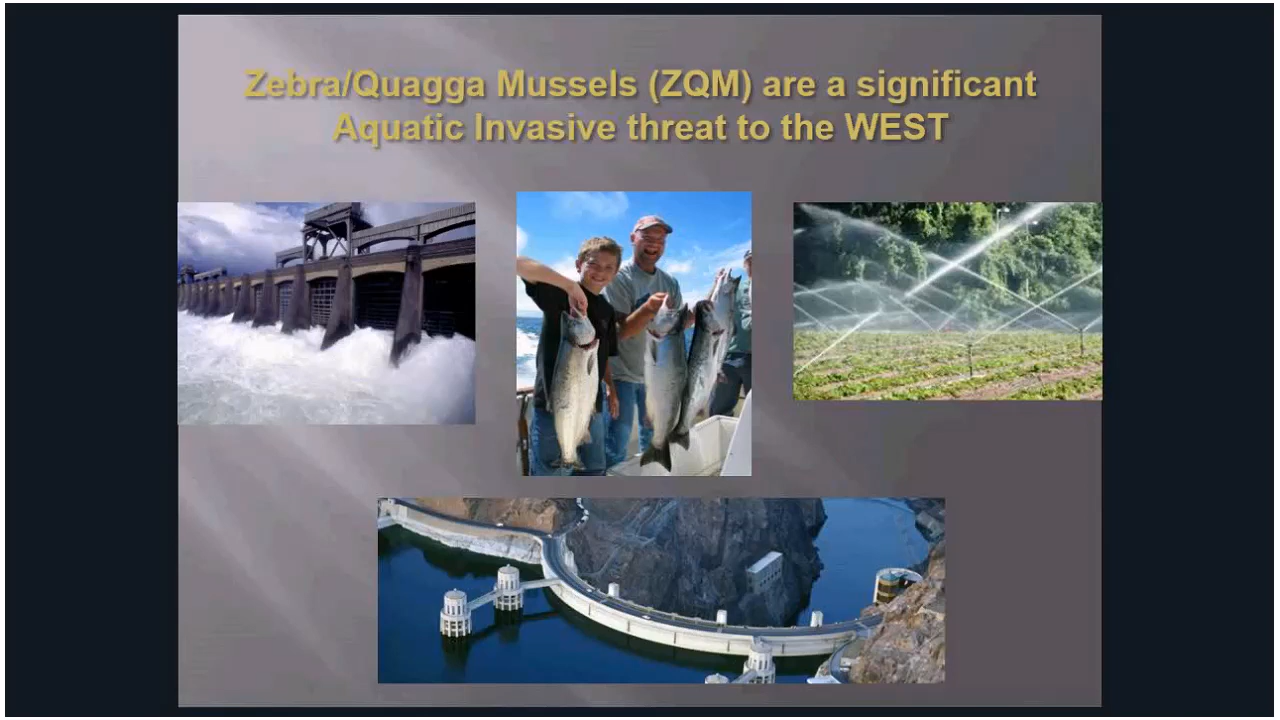 Zebra/Quagga Mussels (ZQM) are a significant
Aquatic Invasive threat to the WEST